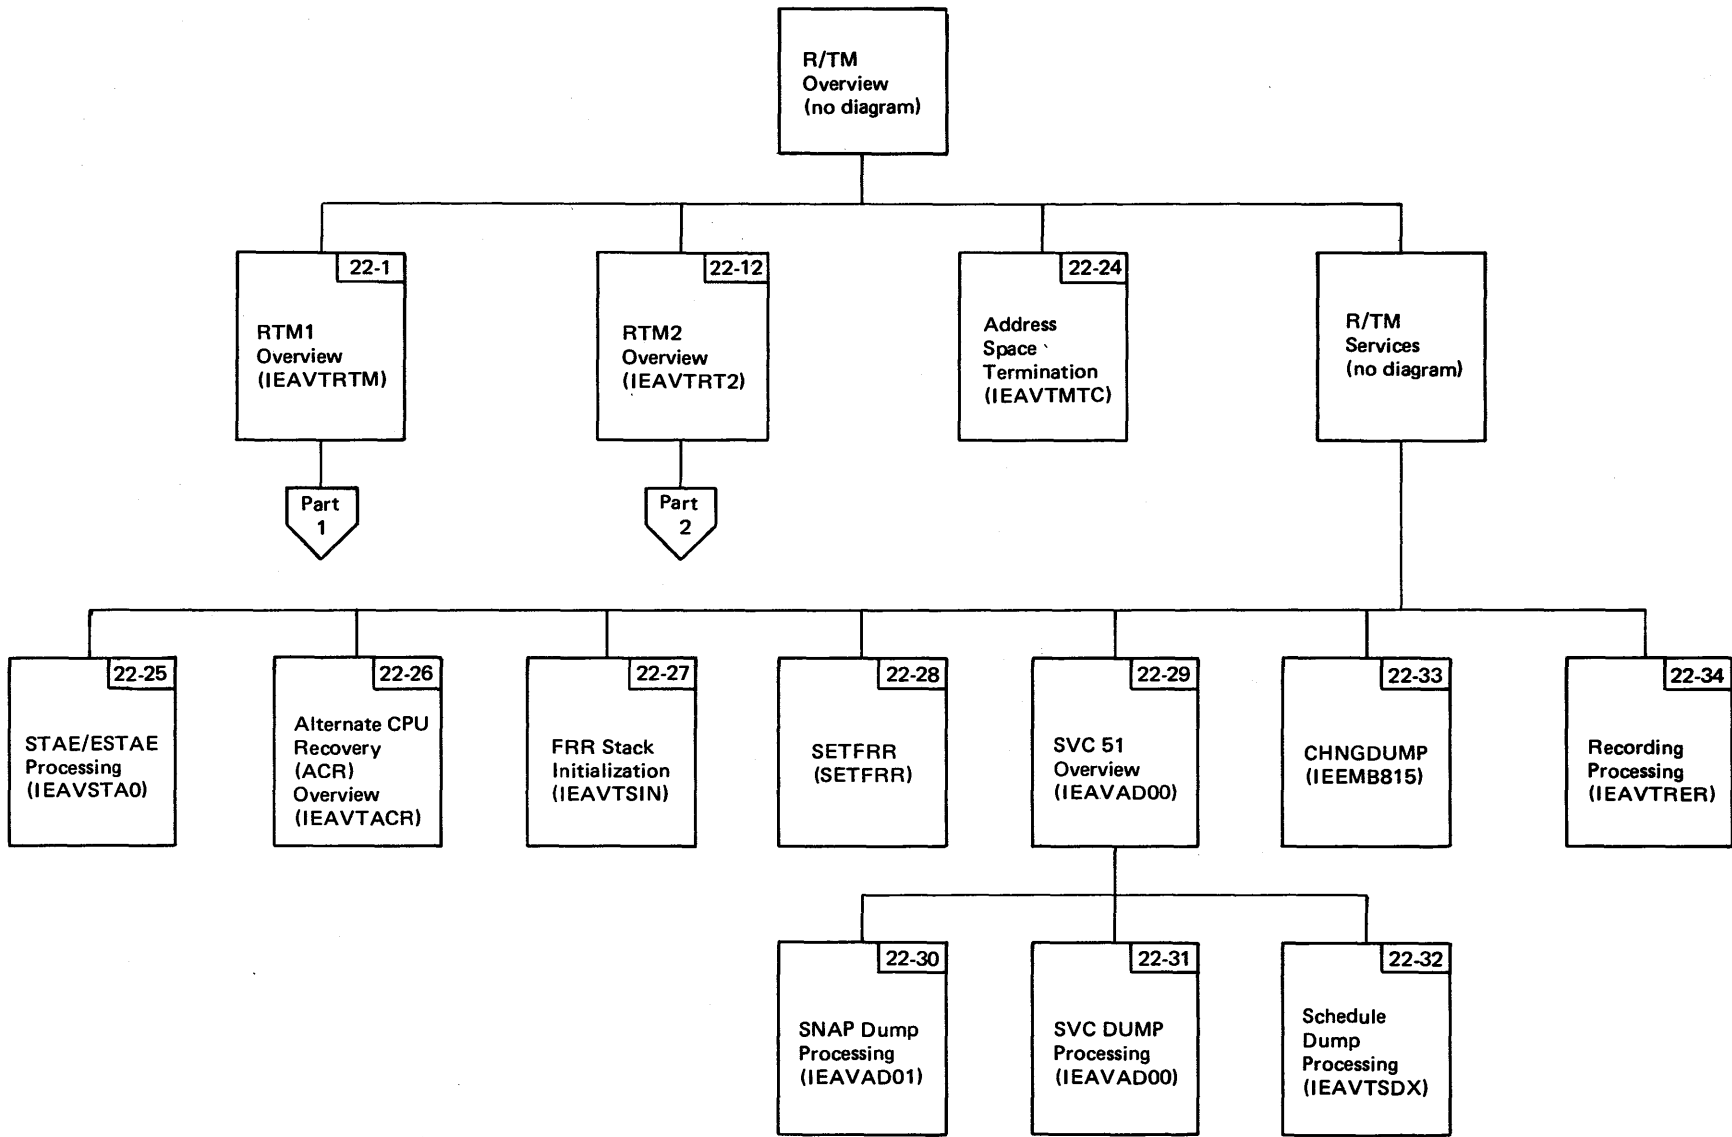 R/TM
Overview
(no diagram)
22-1
RTM1
Overview
(IEAVTRTM)
22-12
RTM2
Overview
(IEAVTRT2)
22-24
Address
Space
Termination
(IEAVTMTC)
R/TM
Services
(no diagram)
Part
1
Part
2
22-25
STAE/ESTAE
Processing
(IEAVSTA0)
22-26
Alternate CPU
Recovery
(ACR)
Overview
(IEAVTACR)
22-27
FRR Stack
Initialization
(IEAVTSIN)
22-28
SETFRR
(SETFRR)
22-29
SVC 51
Overview
(IEAVAD00)
22-33
CHNGDUMP
(IEEMB815)
22-34
Recording
Processing
(IEAVTRER)
22-30
SNAP Dump
Processing
(IEAVAD01)
22-31
SVC DUMP
Processing
(IEAVAD00)
22-32
Schedule
Dump
Processing
(IEAVTSDX)